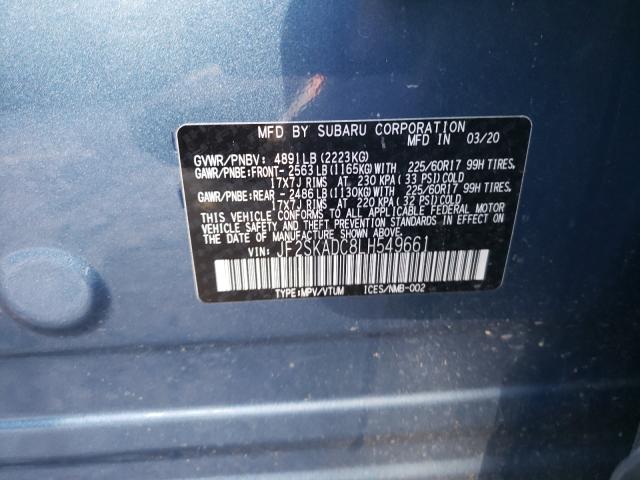 MFD BY SUBARU CORPORATION
MFD IN 03/20
GVWR/PNBV: 4891LB(2223KG)
GAWR/PNBE:FRONT-2563LB(1165KG)WITH 225/60R17 99H TIRES,
17X7J RIMS AT 230 KPA(33 PSI)COLD
GAWR/PNBE:REAR -2486LB(1130KG)WITH 225/60R17 99H TIRES,
17X7J RIMS AT 220 KPA(32 PSI)COLD
THIS VEHICLE CONFORMS TO ALL APPLICABLE FEDERAL MOTOR
VEHICLE SAFETY AND THEFT PREVENTION STANDARDS IN EFFECT
ON THE DATE OF MANUFACTURE SHOWN ABOVE.
VIN: JF2SKADC8LH549661
TYPE:MPV/VTUM ICES/NMB-002